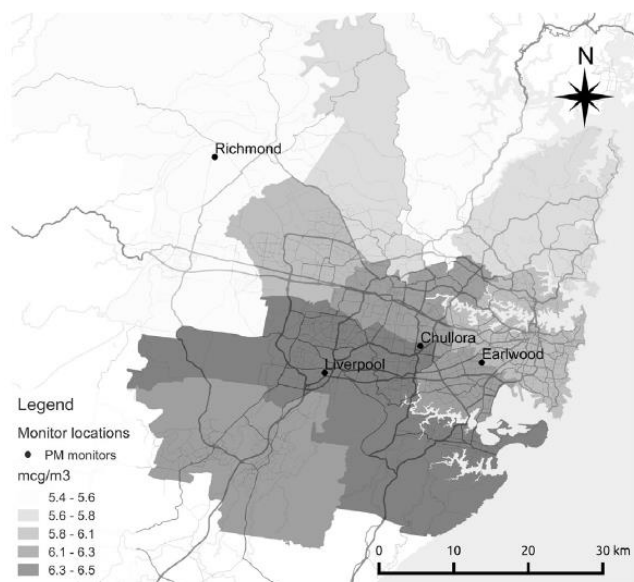 N
Richmond
Chullora
Earlwood
Liverpool
Legend
Monitor locations
PM monitors
mcg/m3
5.4 - 5.6
5.6 - 5.8
5.8 - 6.1
6.1 - 6.3
6.3 - 6.5
0 10 20 30 km